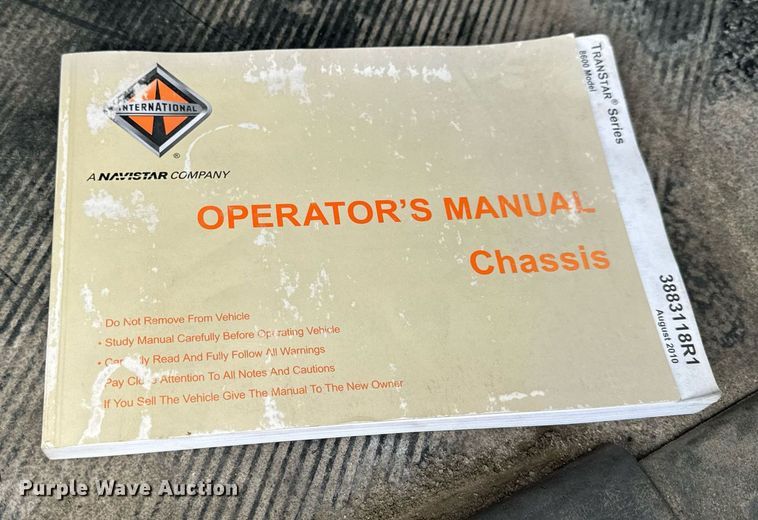 INTERNATIONAL
®
A NAVISTAR COMPANY
OPERATOR'S MANUAL
Chassis
Do Not Remove From Vehicle
• Study Manual Carefully Before Operating Vehicle
• Carefully Read And Fully Follow All Warnings
Pay Close Attention To All Notes And Cautions
If You Sell The Vehicle Give The Manual To The New Owner
TRANSTAR® Series
8600 Model
3883118R1
August 2010
Purple Wave Auction